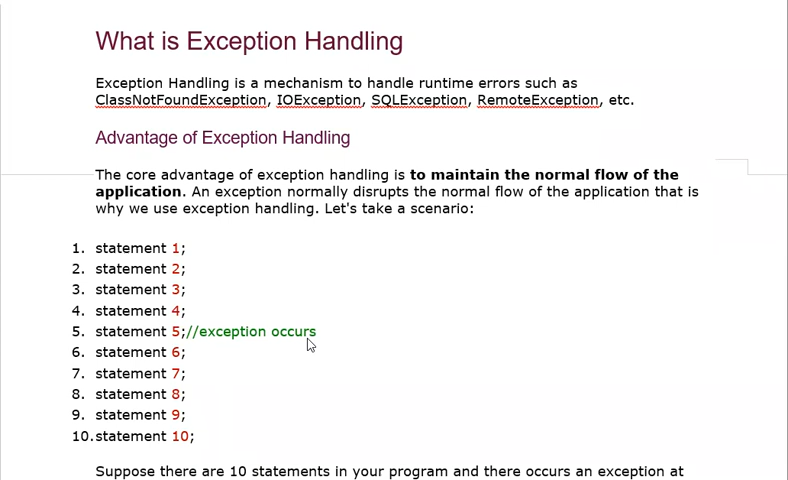 What is Exception Handling
Exception Handling is a mechanism to handle runtime errors such as
ClassNotFoundException, IOException, SQLException, RemoteException, etc.
Advantage of Exception Handling
The core advantage of exception handling is to maintain the normal flow of the
application. An exception normally disrupts the normal flow of the application that is
why we use exception handling. Let's take a scenario:
1. statement 1;
2. statement 2;
3. statement 3;
4. statement 4;
5. statement 5;//exception occurs
6. statement 6;
7. statement 7;
8. statement 8;
9. statement 9;
10.statement 10;
Suppose there are 10 statements in your program and there occurs an exception at